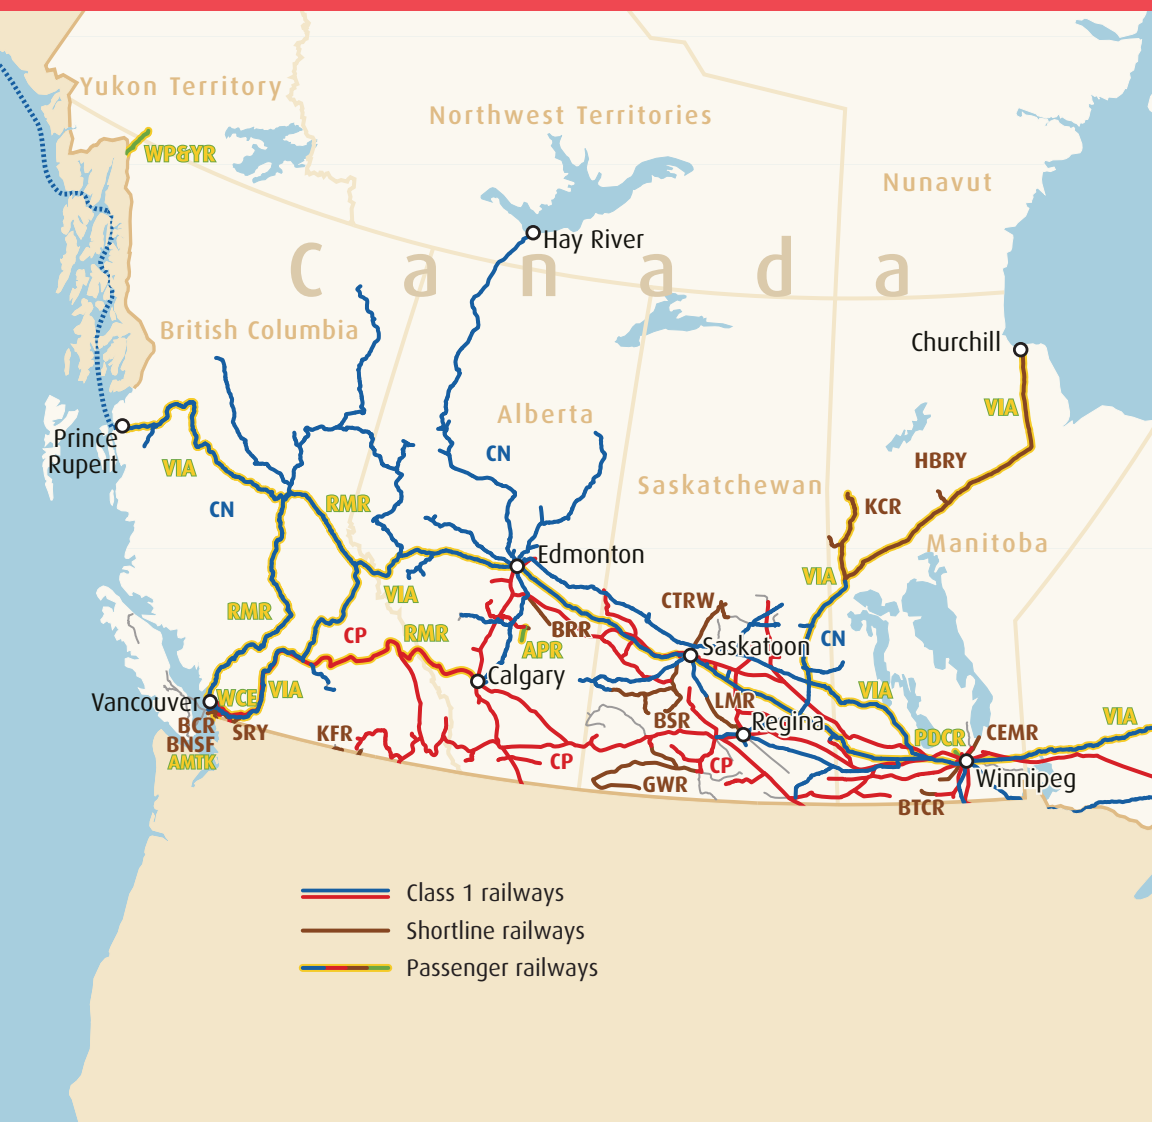 Yukon Territory
Northwest Territories
WP&YR
Nunavut
Hay River
Canada
British Columbia
Churchill
Alberta
VIA
Prince
Rupert
CN
VIA
HBRY
Saskatchewan
CN
RMR
KCR
Manitoba
Edmonton
VIA
VIA
CTRW
RMR
CP
RMR
BRR
CN
APR
Saskatoon
Calgary
VIA
WCE
VIA
Vancouver
LMR
BSR
Regina
VIA
BCR
SRY
KFR
PDCR
CEMR
BNSF
AMTK
CP
CP
GWR
Winnipeg
BTCR
Class 1 railways
Shortline railways
Passenger railways